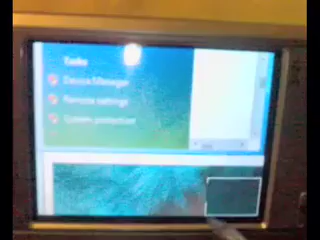 Tasks
Device Manager
Remote settings
System protection